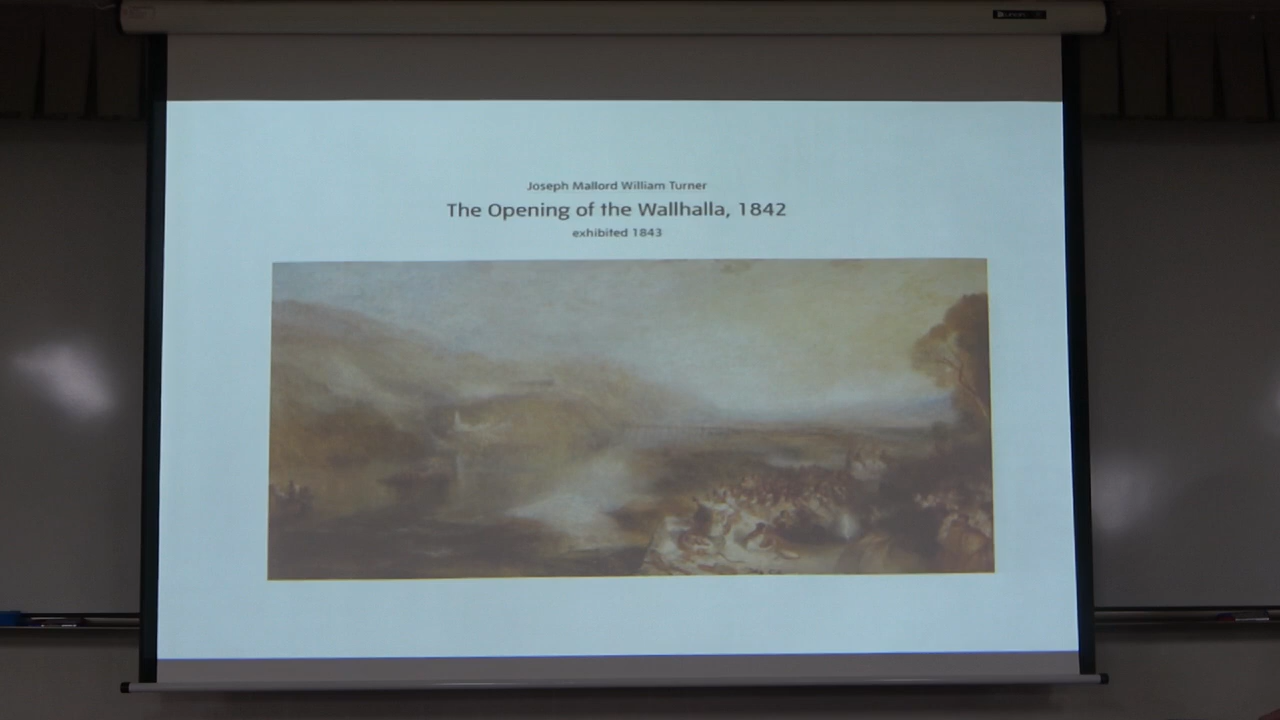 Joseph Mallord William Turner
The Opening of the Wallhalla, 1842
exhibited 1843